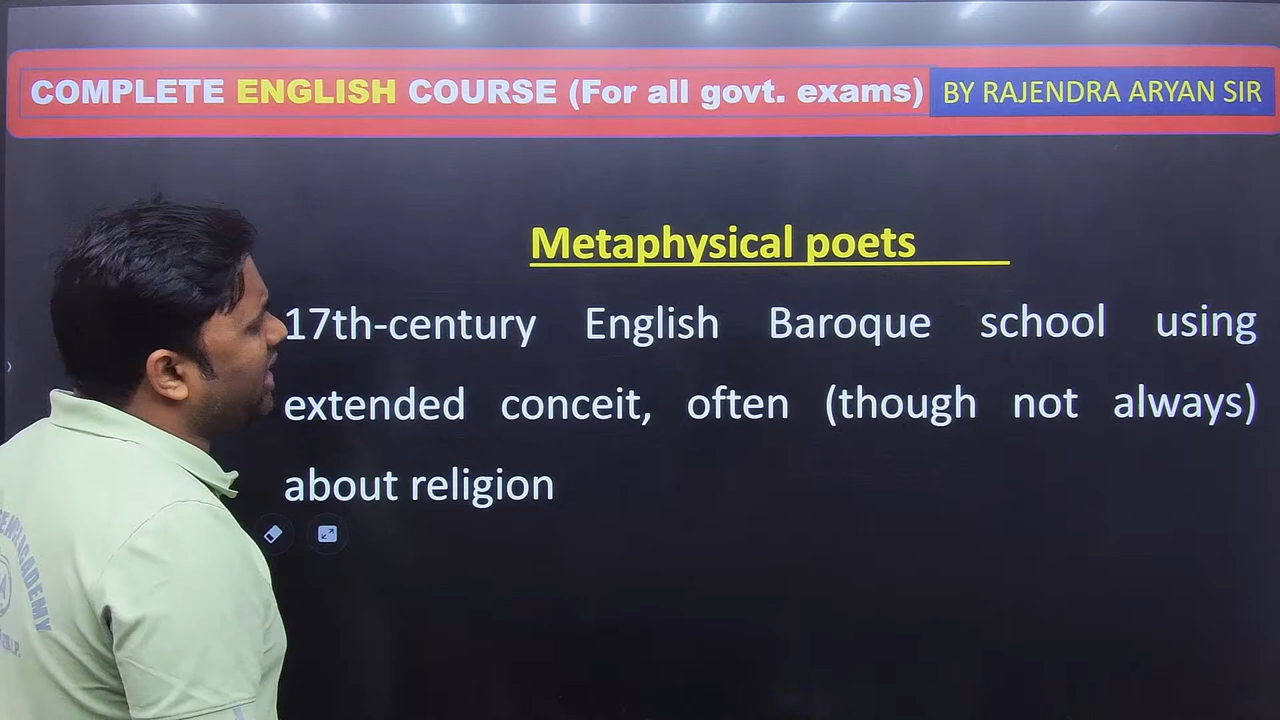 COMPLETE ENGLISH COURSE (For all govt. exams) BY RAJENDRA ARYAN SIR
Metaphysical poets
17th-century English Baroque school using
extended conceit, often (though not always)
about religion
ACADEMY